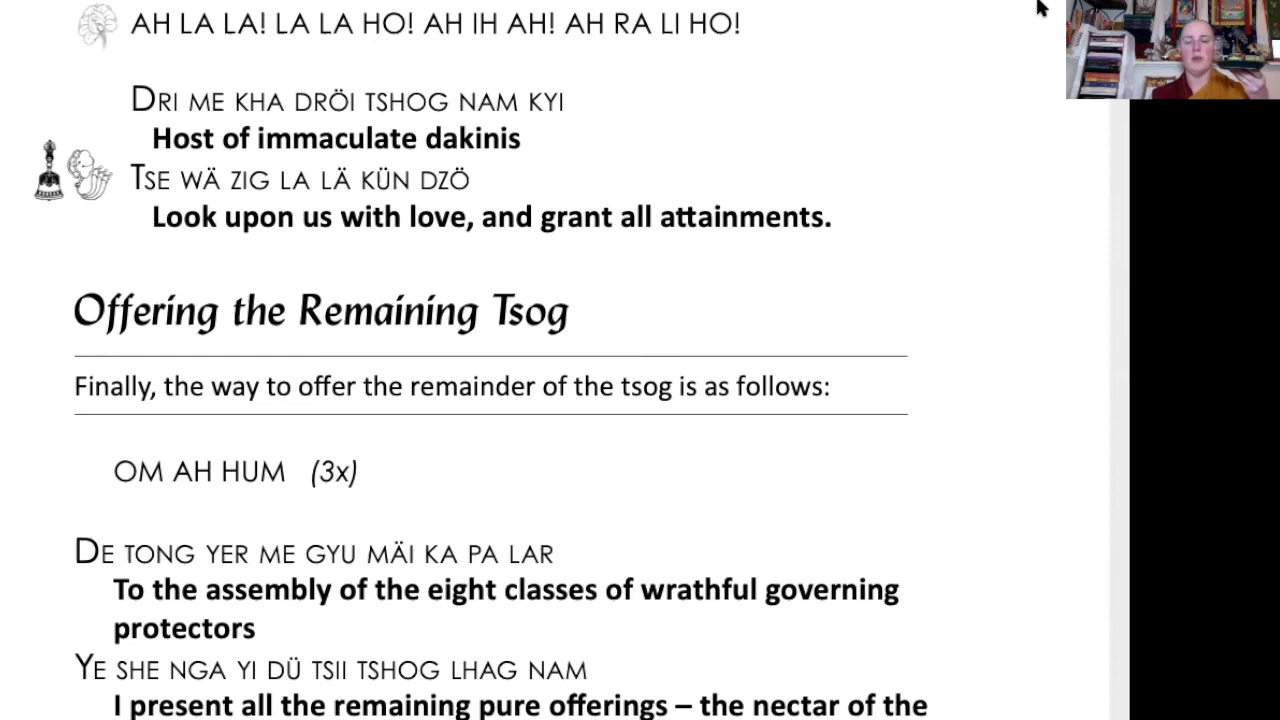 AH LA LA! LA LA HO! AH IH AH! AH RA LI HO!
DRI ME KHA DRÖI TSHOG NAM KYI
Host of immaculate dakinis
TSE WÄ ZIG LA LÄ KÜN DZÖ
Look upon us with love, and grant all attainments.
Offering the Remaining Tsog
Finally, the way to offer the remainder of the tsog is as follows:
OM AH HUM (3x)
DE TONG YER ME GYU MÄI KA PA LAR
To the assembly of the eight classes of wrathful governing
protectors
YE SHE NGA YI DÜ TSII TSHOG LHAG NAM
I present all the remaining pure offerings – the nectar of the